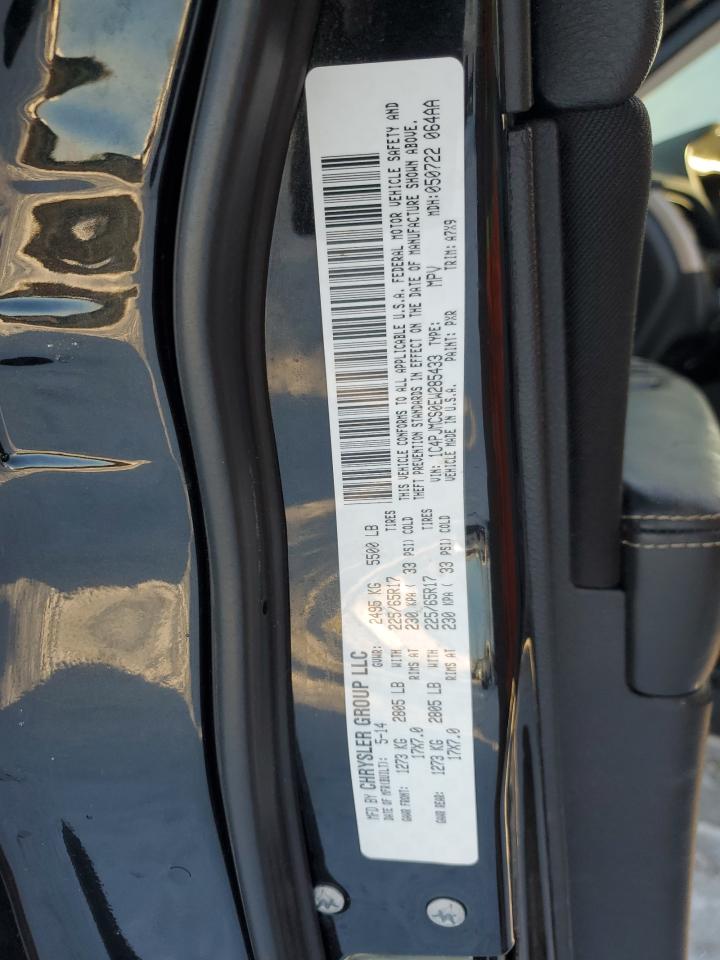 MFD BY CHRYSLER GROUP LLC
DATE OF MFR(BUILT): 5-14 GVWR: 2495 KG 5500 LB
GAWR FRONT: 1273 KG 2805 LB WITH 225/65R17 TIRES
17X7.0 RIMS AT 230 KPA ( 33 PSI) COLD
GAWR REAR: 1273 KG 2805 LB WITH 225/65R17 TIRES
17X7.0 RIMS AT 230 KPA ( 33 PSI) COLD
THIS VEHICLE CONFORMS TO ALL APPLICABLE U.S.A. FEDERAL MOTOR VEHICLE SAFETY AND
THEFT PREVENTION STANDARDS IN EFFECT ON THE DATE OF MANUFACTURE SHOWN ABOVE.
VIN: 1C4PJMCS0EW285433 TYPE: MPV MDH:050722 064AA
VEHICLE MADE IN U.S.A. PAINT: PXR TRIM: A7X9